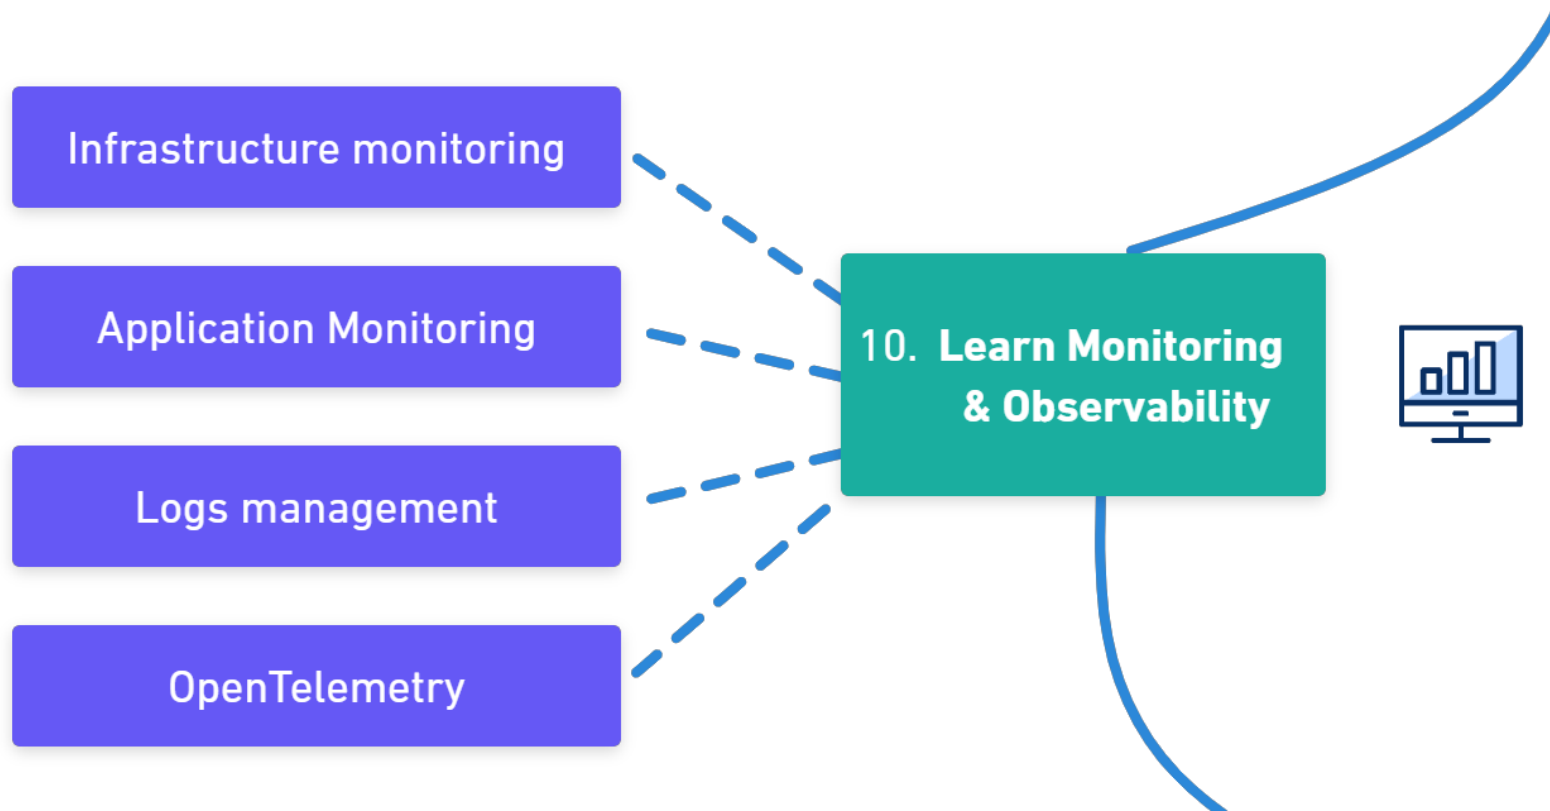 Infrastructure monitoring
Application Monitoring
Logs management
OpenTelemetry
10. Learn Monitoring
& Observability